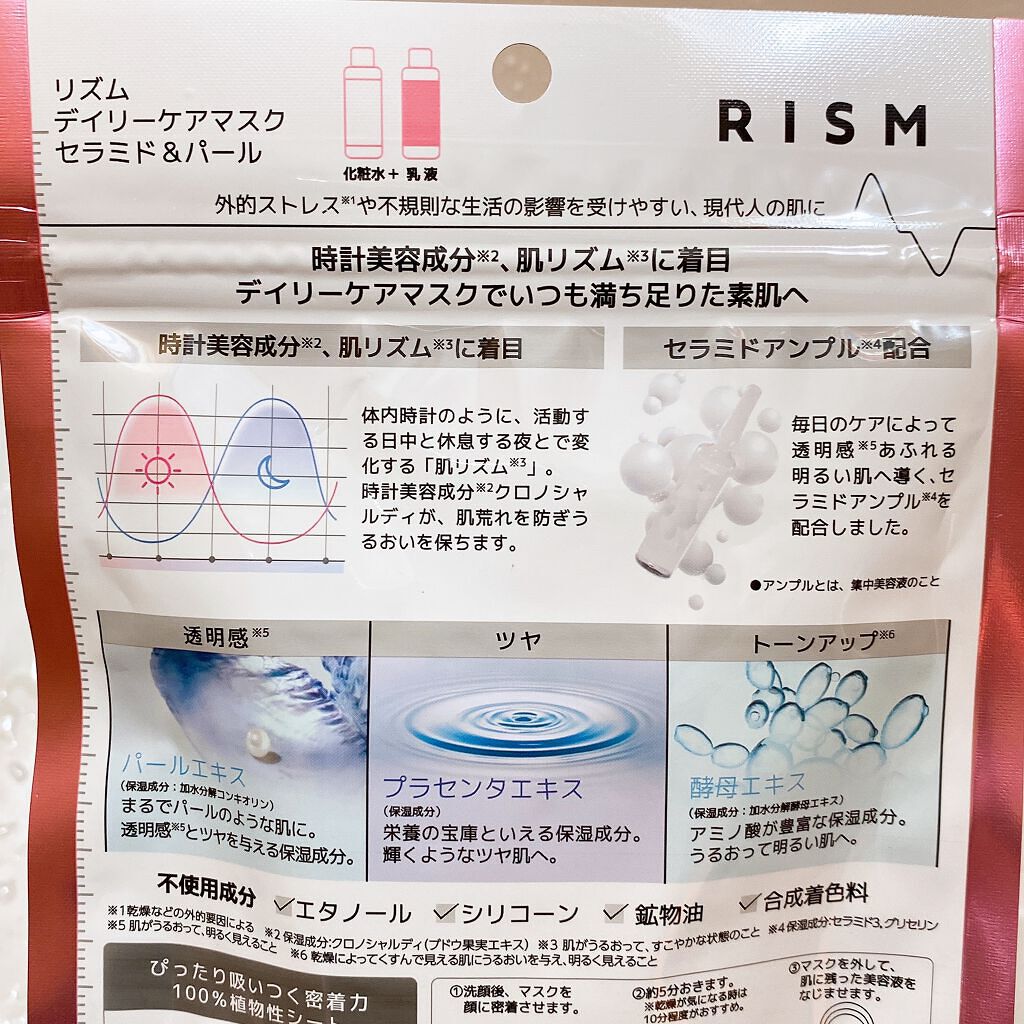 リズム
デイリーケアマスク
セラミド＆パール
化粧水＋乳液
RISM
外的ストレス※1や不規則な生活の影響を受けやすい、現代人の肌に
時計美容成分※2、肌リズム※3に着目
デイリーケアマスクでいつも満ち足りた素肌へ
時計美容成分※2、肌リズム※3に着目
体内時計のように、活動す
る日中と休息する夜とで変
化する「肌リズム※3」。
時計美容成分※2クロノシャ
ルディが、肌荒れを防ぎう
るおいを保ちます。
セラミドアンプル※4配合
毎日のケアによって
透明感※5あふれる
明るい肌へ導く、セ
ラミドアンプル※4を
配合しました。
●アンプルとは、集中美容液のこと
透明感※5
パールエキス
（保湿成分：加水分解コンキオリン）
まるでパールのような肌に。
透明感※5とツヤを与える保湿成分。
ツヤ
プラセンタエキス
（保湿成分）
栄養の宝庫といえる保湿成分。
輝くようなツヤ肌へ。
トーンアップ※6
酵母エキス
（保湿成分：加水分解酵母エキス）
アミノ酸が豊富な保湿成分。
うるおって明るい肌へ。
不使用成分 ✓エタノール ✓シリコーン ✓鉱物油 ✓合成着色料
※1乾燥などの外的要因による ※2保湿成分:クロノシャルディ(ブドウ果実エキス) ※3 肌がうるおって、すこやかな状態のこと ※4保湿成分:セラミド3、グリセリン
※5 肌がうるおって、明るく見えること ※6 乾燥によってくすんで見える肌にうるおいを与え、明るく見えること
ぴったり吸いつく密着力
100%植物性シート
①洗顔後、マスクを
顔に密着させます。
②約5分おきます。
※乾燥が気になる時は
10分程度がおすすめ。
③マスクを外して、
肌に残った美容液を
なじませます。